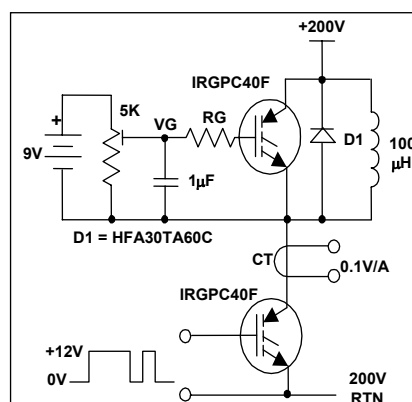 +200V
IRGPC40F
5K
VG
RG
+
9V
D1
100
µH
1µF
D1 = HFA30TA60C
CT
0.1V/A
IRGPC40F
+12V
0V
200V
RTN